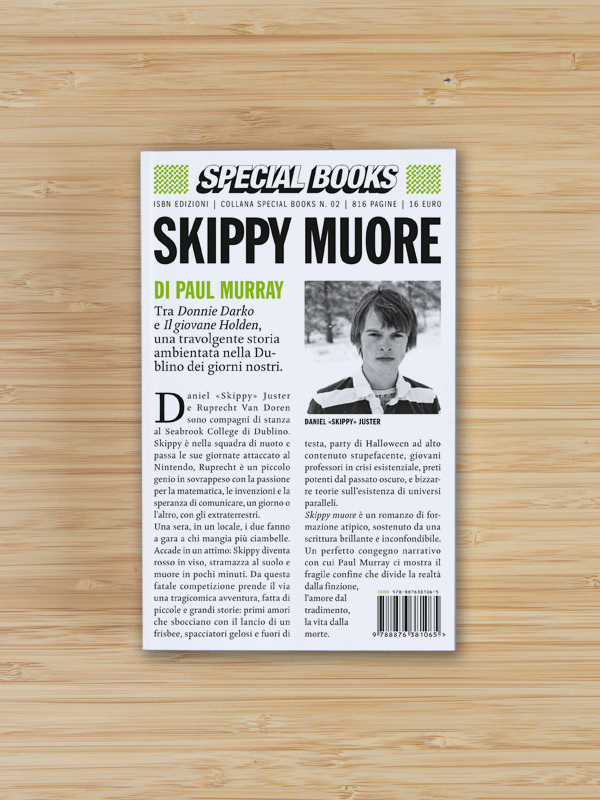 SPECIAL BOOKS
ISBN EDIZIONI | COLLANA SPECIAL BOOKS N. 02 | 816 PAGINE | 16 EURO
SKIPPY MUORE
DI PAUL MURRAY
Tra Donnie Darko
e Il giovane Holden,
una travolgente storia
ambientata nella Du-
blino dei giorni nostri.
DANIEL «SKIPPY» JUSTER
Daniel «Skippy» Juster
e Ruprecht Van Doren
sono compagni di stanza
al Seabrook College di Dublino.
Skippy è nella squadra di nuoto e
passa le sue giornate attaccato al
Nintendo, Ruprecht è un piccolo
genio in sovrappeso con la passione
per la matematica, le invenzioni e la
speranza di comunicare, un giorno o
l'altro, con gli extraterrestri.
Una sera, in un locale, i due fanno
a gara a chi mangia più ciambelle.
Accade in un attimo: Skippy diventa
rosso in viso, stramazza al suolo e
muore in pochi minuti. Da questa
fatale competizione prende il via
una tragicomica avventura, fatta di
piccole e grandi storie: primi amori
che sbocciano con il lancio di un
frisbee, spacciatori gelosi e fuori di
testa, party di Halloween ad alto
contenuto stupefacente, giovani
professori in crisi esistenziale, preti
potenti dal passato oscuro, e bizzar-
re teorie sull'esistenza di universi
paralleli.
Skippy muore è un romanzo di for-
mazione atipico, sostenuto da una
scrittura brillante e inconfondibile.
Un perfetto congegno narrativo
con cui Paul Murray ci mostra il
fragile confine che divide la realtà
dalla finzione,
l'amore dal
tradimento,
la vita dalla
morte.
ISBN 978-887638106-5
9 788876 381065 >